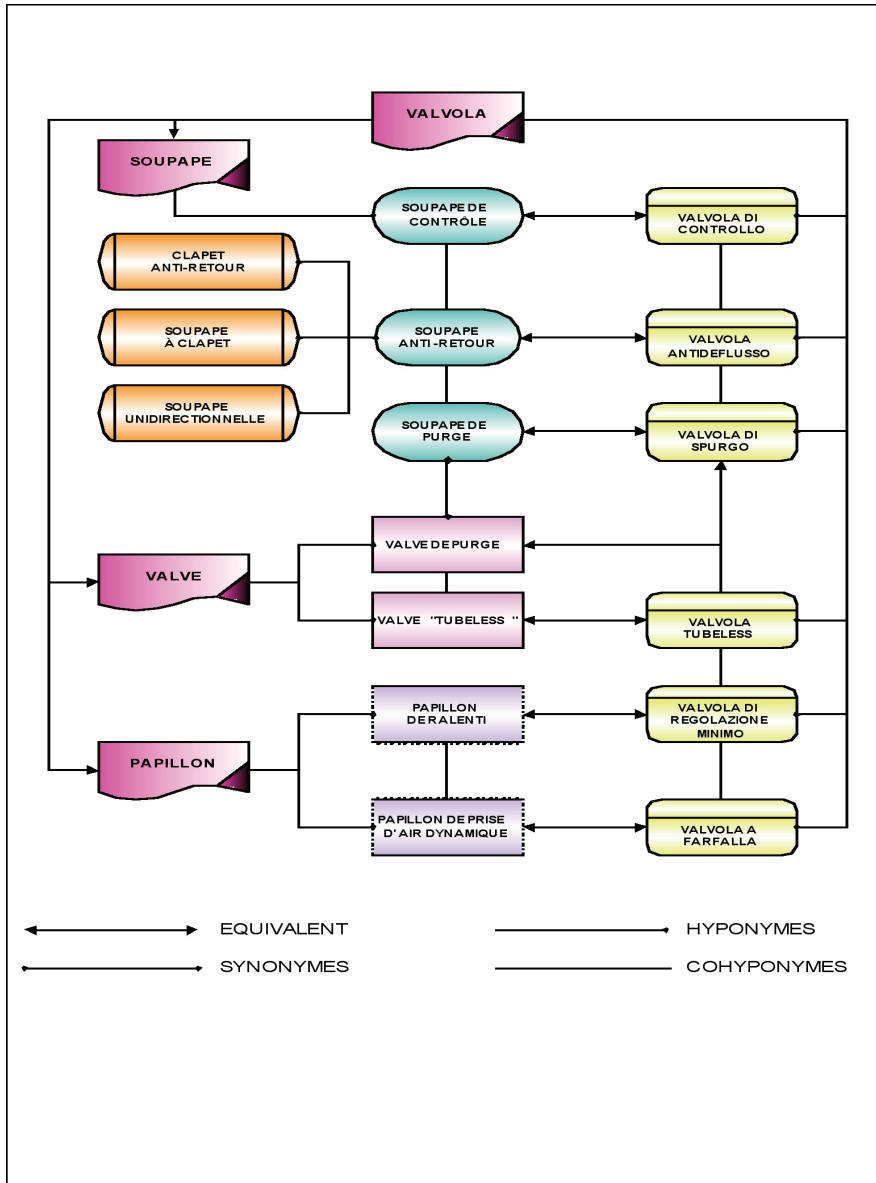 VALVOLA
SOUPAPE
SOUPAPE DE
CONTRÔLE
VALVOLA DI
CONTROLLO
CLAPET
ANTI-RETOUR
SOUPAPE
À CLAPET
SOUPAPE
ANTI-RETOUR
VALVOLA
ANTIDEFLUSSO
SOUPAPE
UNIDIRECTIONNELLE
SOUPAPE DE
PURGE
VALVOLA DI
SPURGO
VALVE
VALVE DE PURGE
VALVE "TUBELESS"
VALVOLA
TUBELESS
PAPILLON
PAPILLON
DE RALENTI
VALVOLA DI
REGOLAZIONE
MINIMO
PAPILLON DE PRISE
D'AIR DYNAMIQUE
VALVOLA A
FARFALLA
EQUIVALENT
HYPONYMES
SYNONYMES
COHYPONYMES